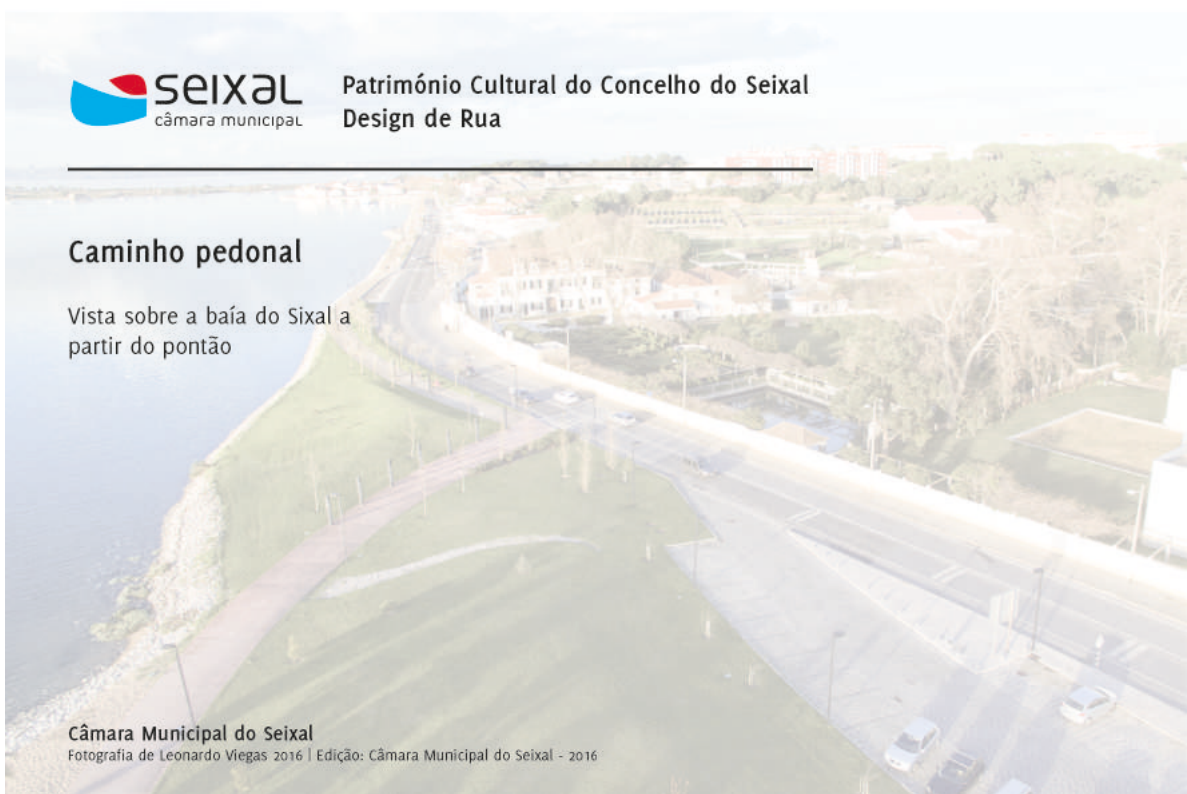 seixal
câmara municipal
Património Cultural do Concelho do Seixal
Design de Rua
Caminho pedonal
Vista sobre a baía do Sixal a
partir do pontão
Câmara Municipal do Seixal
Fotografia de Leonardo Viegas 2016 | Edição: Câmara Municipal do Seixal - 2016